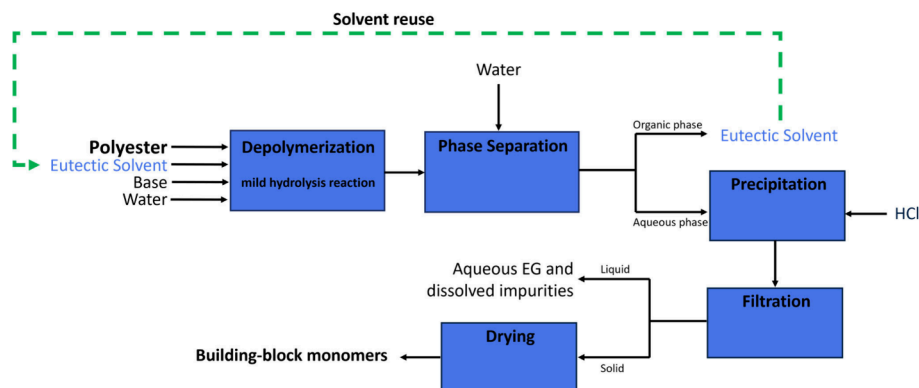 Solvent reuse
Water
Organic phase
Eutectic Solvent
Polyester
Eutectic Solvent
Base
Water
Depolymerization
mild hydrolysis reaction
Phase Separation
Aqueous phase
Precipitation
HCl
Aqueous EG and
dissolved impurities
Liquid
Filtration
Drying
Building-block monomers
Solid